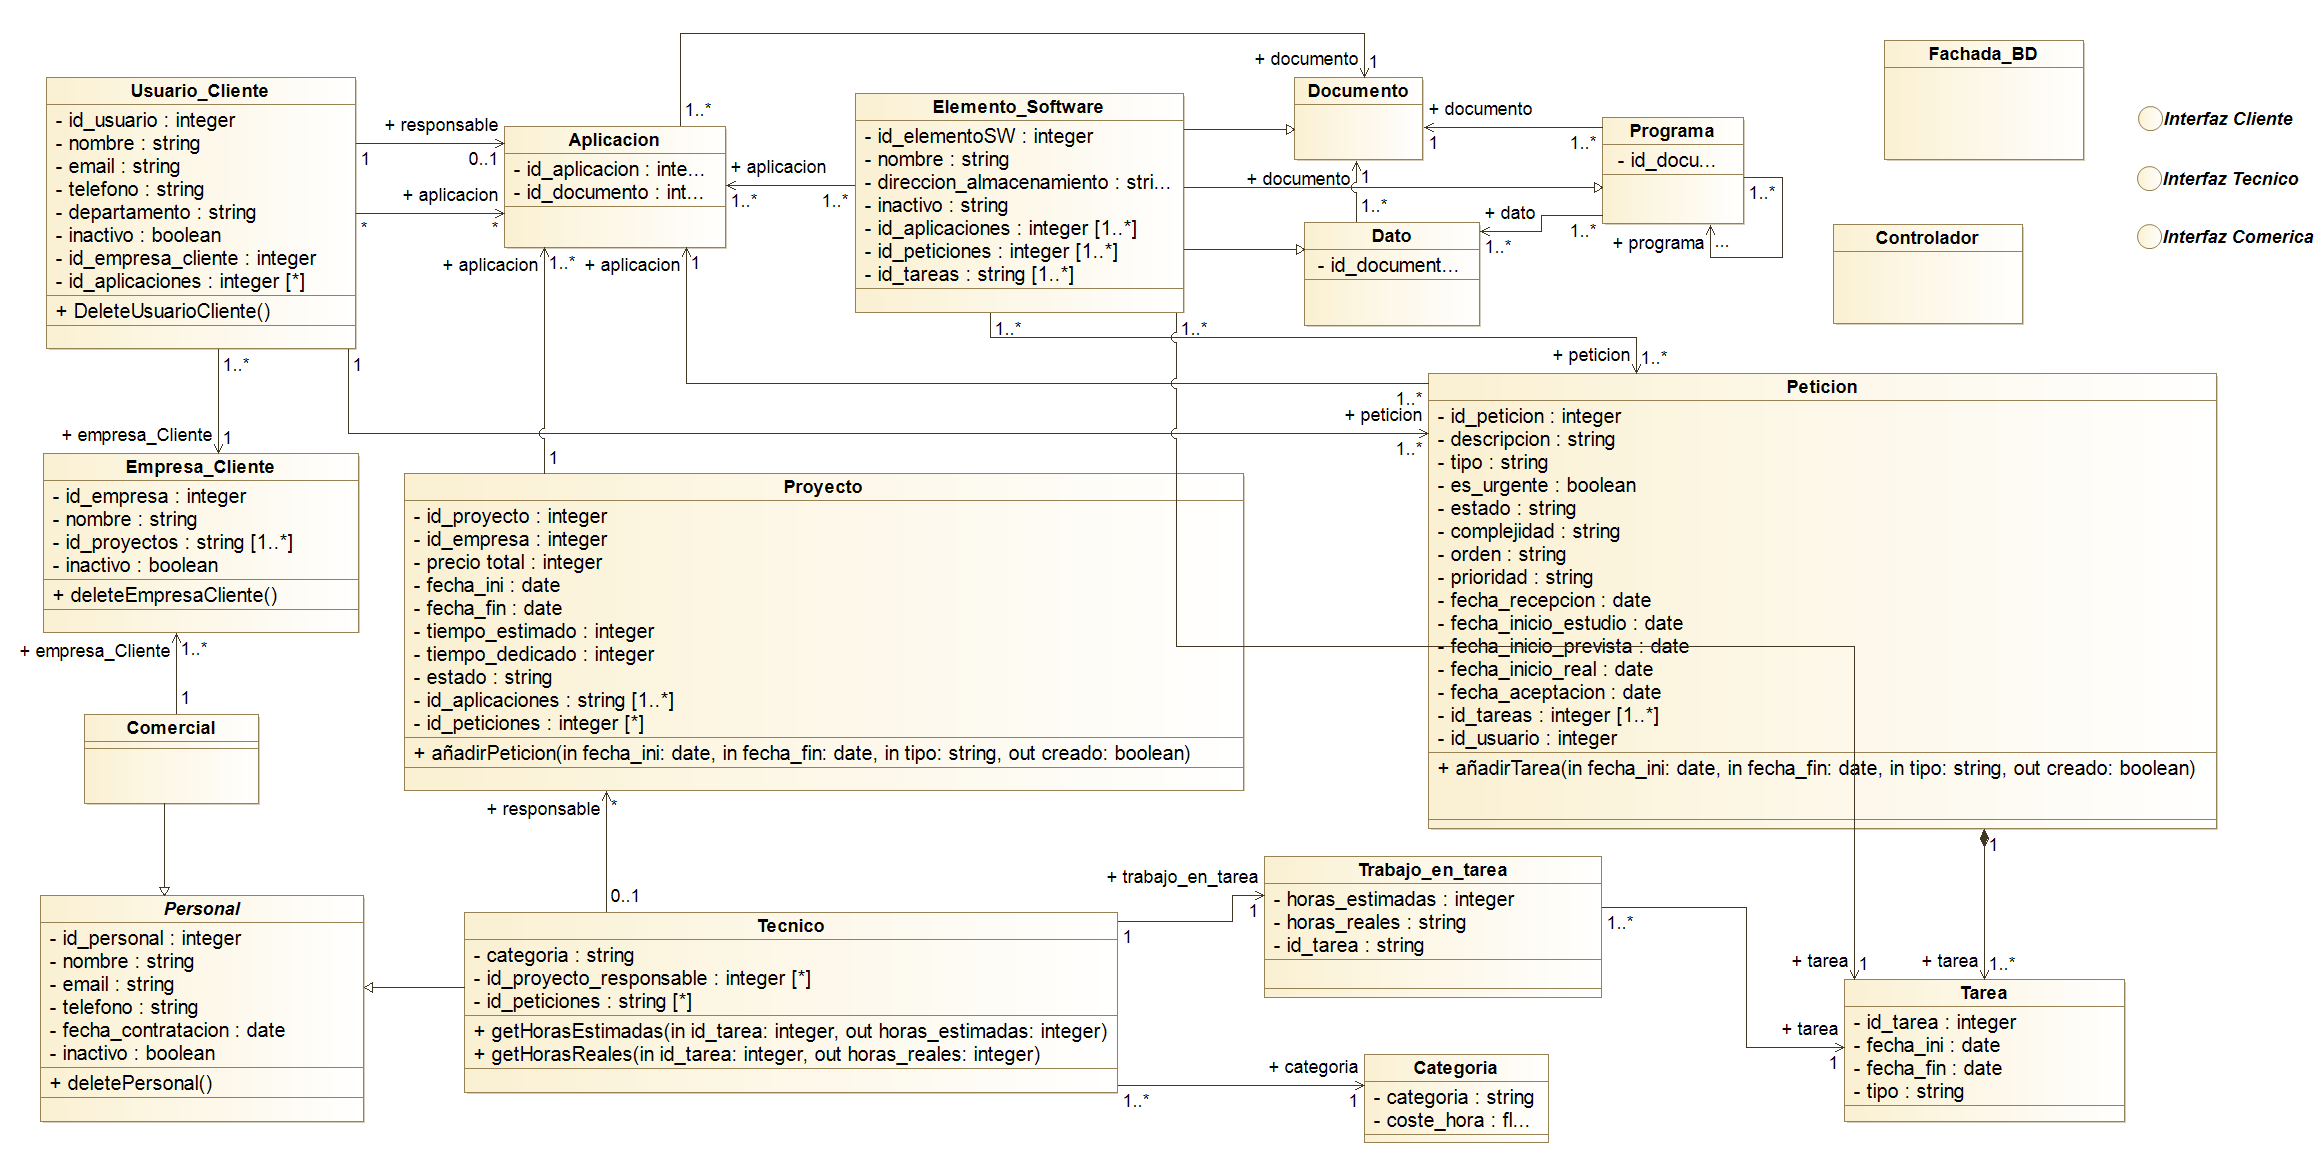 Usuario_Cliente
- id_usuario : integer
- nombre : string
- email : string
- telefono : string
- departamento : string
- inactivo : boolean
- id_empresa_cliente : integer
- id_aplicaciones : integer [*]
+ DeleteUsuarioCliente()
+ responsable
1
0..1
+ aplicacion
*
*
Aplicacion
- id_aplicacion : inte...
- id_documento : int...
1..*
+ documento
1
Elemento_Software
- id_elementoSW : integer
- nombre : string
- direccion_almacenamiento : stri...
- inactivo : string
- id_aplicaciones : integer [1..*]
- id_peticiones : integer [1..*]
- id_tareas : string [1..*]
+ aplicacion
1..*
1..*
Documento
+ documento
1
1..*
Programa
- id_docu...
1..*
+ programa
...
+ documento
1
1..*
+ dato
1..*
1..*
Dato
- id_document...
Fachada_BD
Controlador
Interfaz Cliente
Interfaz Tecnico
Interfaz Comerica
+ aplicacion
1..*
+ aplicacion
1
1..*
1..*
+ peticion
1..*
1..*
1
+ peticion
1..*
1..*
+ empresa_Cliente
1
Empresa_Cliente
- id_empresa : integer
- nombre : string
- id_proyectos : string [1..*]
- inactivo : boolean
+ deleteEmpresaCliente()
+ empresa_Cliente
1..*
1
Comercial
1
Proyecto
- id_proyecto : integer
- id_empresa : integer
- precio total : integer
- fecha_ini : date
- fecha_fin : date
- tiempo_estimado : integer
- tiempo_dedicado : integer
- estado : string
- id_aplicaciones : string [1..*]
- id_peticiones : integer [*]
+ añadirPeticion(in fecha_ini: date, in fecha_fin: date, in tipo: string, out creado: boolean)
Peticion
- id_peticion : integer
- descripcion : string
- tipo : string
- es_urgente : boolean
- estado : string
- complejidad : string
- orden : string
- prioridad : string
- fecha_recepcion : date
- fecha_inicio_estudio : date
- fecha_inicio_prevista : date
- fecha_inicio_real : date
- fecha_aceptacion : date
- id_tareas : integer [1..*]
- id_usuario : integer
+ añadirTarea(in fecha_ini: date, in fecha_fin: date, in tipo: string, out creado: boolean)
+ responsable
*
0..1
Personal
- id_personal : integer
- nombre : string
- email : string
- telefono : string
- fecha_contratacion : date
- inactivo : boolean
+ deletePersonal()
Tecnico
- categoria : string
- id_proyecto_responsable : integer [*]
- id_peticiones : string [*]
+ getHorasEstimadas(in id_tarea: integer, out horas_estimadas: integer)
+ getHorasReales(in id_tarea: integer, out horas_reales: integer)
+ trabajo_en_tarea
1
1
Trabajo_en_tarea
- horas_estimadas : integer
- horas_reales : string
- id_tarea : string
1..*
+ tarea
1
+ categoria
1..*
1
Categoria
- categoria : string
- coste_hora : fl...
1
+ tarea
1
+ tarea
1..*
Tarea
- id_tarea : integer
- fecha_ini : date
- fecha_fin : date
- tipo : string